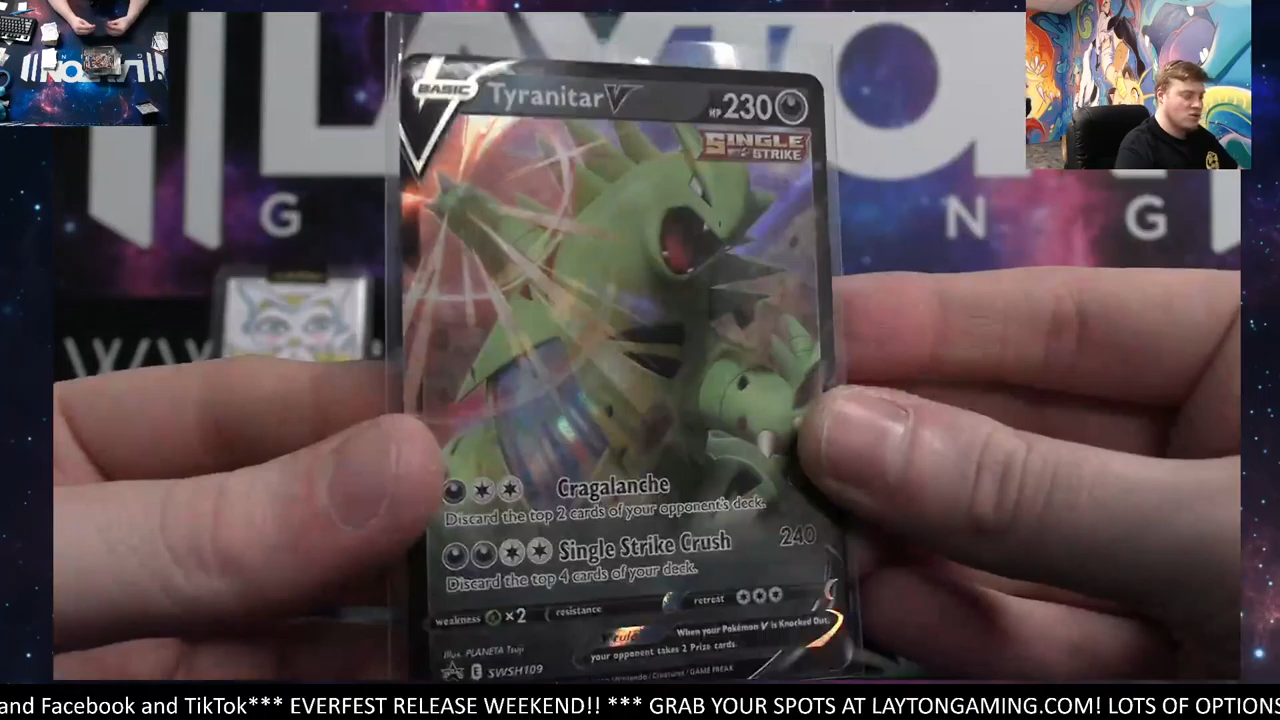 BASIC
Tyranitar V
HP 230
SINGLE STRIKE
G N G
Cragalanche
Discard the top 2 cards of your opponent's deck.
Single Strike Crush 240
Discard the top 4 cards of your deck.
weakness ×2 resistance retreat
V rule When your Pokémon V is Knocked Out,
your opponent takes 2 Prize cards.
Illus. PLANETA Tsuji
E SWSH109
and Facebook and TikTok*** EVERFEST RELEASE WEEKEND!! *** GRAB YOUR SPOTS AT LAYTONGAMING.COM! LOTS OF OPTIONS